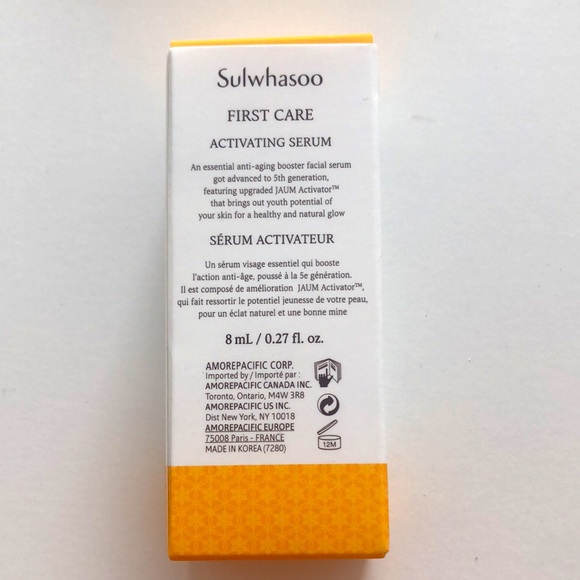 Sulwhasoo
FIRST CARE
ACTIVATING SERUM
An essential anti-aging booster facial serum
got advanced to 5th generation,
featuring upgraded JAUM Activator™
that brings out youth potential of
your skin for a healthy and natural glow
SÉRUM ACTIVATEUR
Un sérum visage essentiel qui booste
l'action anti-âge, poussé à la 5e génération.
Il est composé de amélioration JAUM Activator™,
qui fait ressortir le potentiel jeunesse de votre peau,
pour un éclat naturel et une bonne mine
8 mL / 0.27 fl. oz.
AMOREPACIFIC CORP.
Imported by / Importé par :
AMOREPACIFIC CANADA INC.
Toronto, Ontario, M4W 3R8
AMOREPACIFIC US INC.
Dist New York, NY 10018
AMOREPACIFIC EUROPE
75008 Paris - FRANCE
MADE IN KOREA (7280)
12M